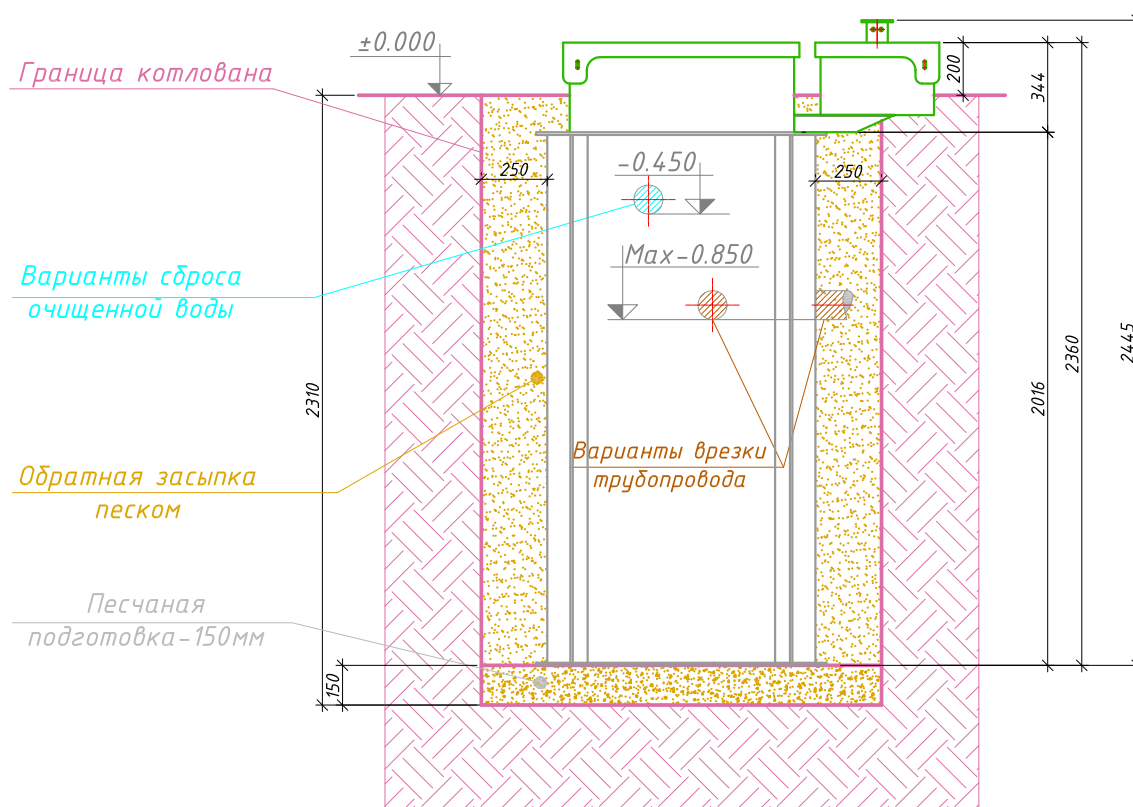 ±0.000
Граница котлована
200
344
250
-0.450
250
Max-0.850
Варианты сброса
очищенной воды
2445
2360
2310
2016
Варианты врезки
трубопровода
Обратная засыпка
песком
Песчаная
подготовка-150мм
150